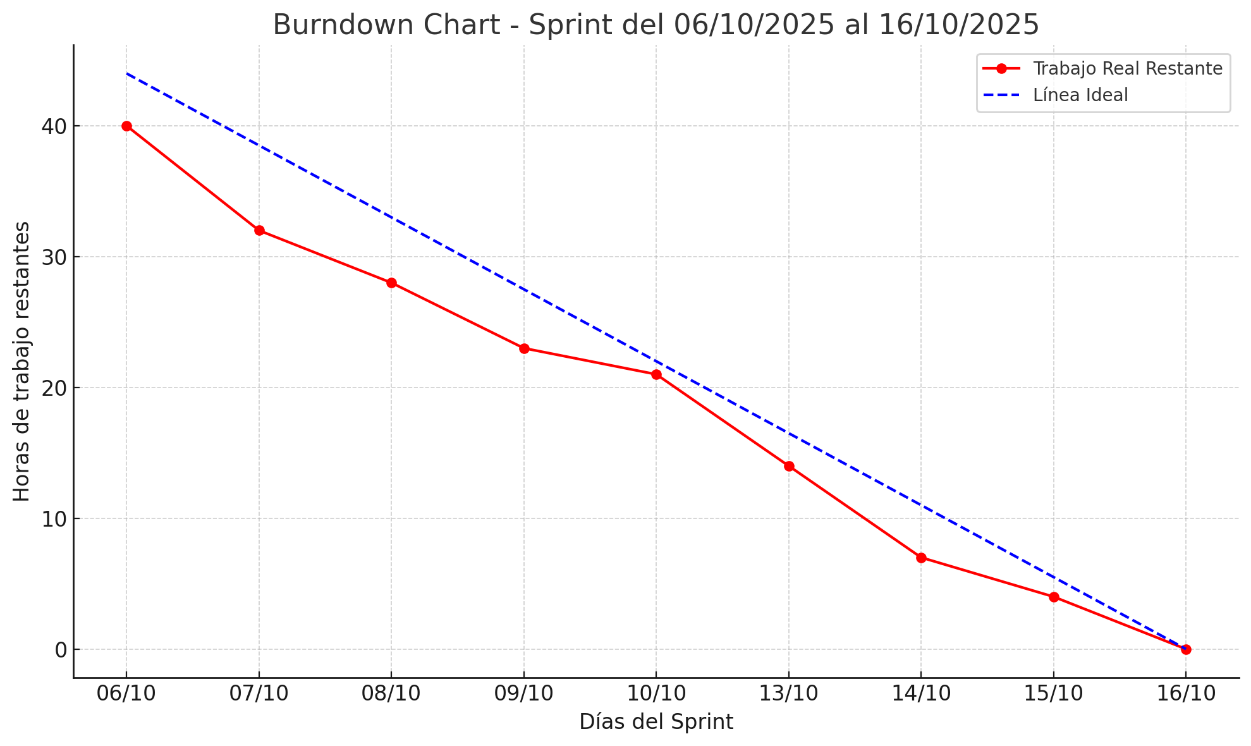 Burndown Chart - Sprint del 06/10/2025 al 16/10/2025
Trabajo Real Restante
Línea Ideal
Horas de trabajo restantes
40
30
20
10
0
06/10 07/10 08/10 09/10 10/10 13/10 14/10 15/10 16/10
Días del Sprint